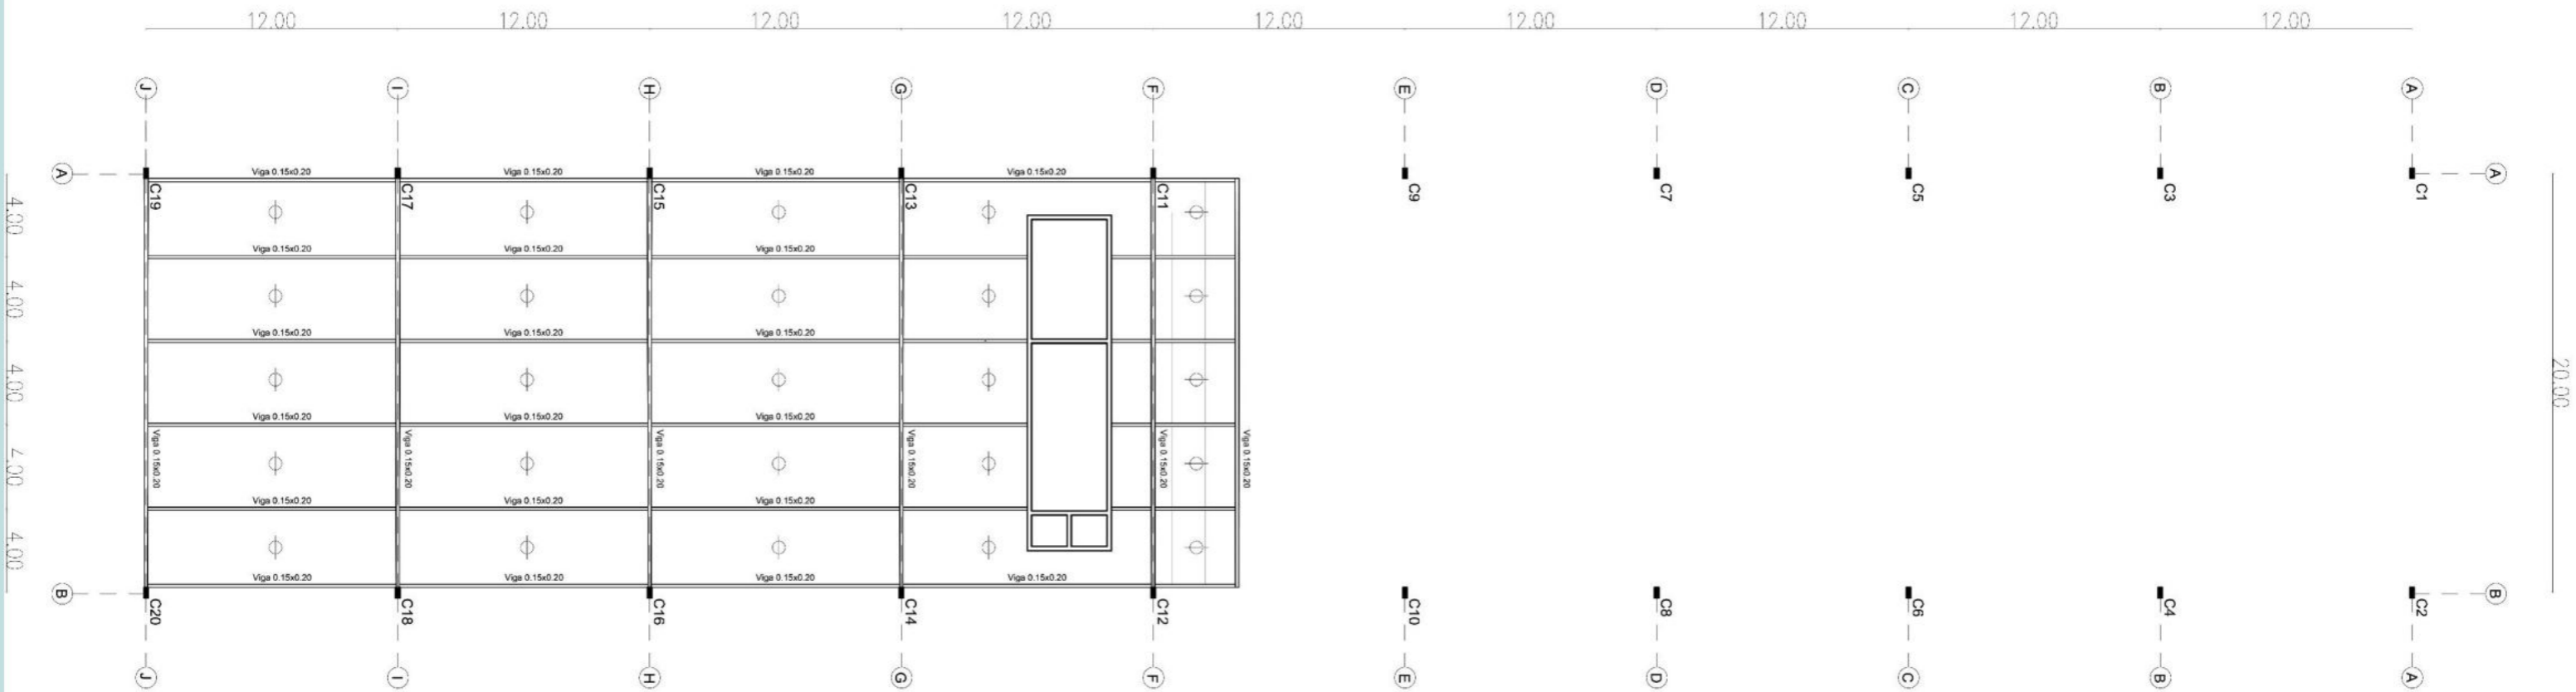 12.00 12.00 12.00 12.00 12.00 12.00 12.00 12.00 12.00
J I H G F E D C B A
Viga 0.15x0.20 Viga 0.15x0.20 Viga 0.15x0.20 Viga 0.15x0.20
A A
C19 C17 C15 C13 C11 C9 C7 C5 C3 C1
4.00
Viga 0.15x0.20 Viga 0.15x0.20 Viga 0.15x0.20
4.00
Viga 0.15x0.20 Viga 0.15x0.20 Viga 0.15x0.20
4.00 20.00
Viga 0.15x0.20 Viga 0.15x0.20 Viga 0.15x0.20
4.00
Viga 0.15x0.20 Viga 0.15x0.20 Viga 0.15x0.20 Viga 0.15x0.20 Viga 0.15x0.20 Viga 0.15x0.20
Viga 0.15x0.20 Viga 0.15x0.20 Viga 0.15x0.20
4.00
Viga 0.15x0.20 Viga 0.15x0.20 Viga 0.15x0.20 Viga 0.15x0.20
B B
C20 C18 C16 C14 C12 C10 C8 C6 C4 C2
J I H G F E D C B A